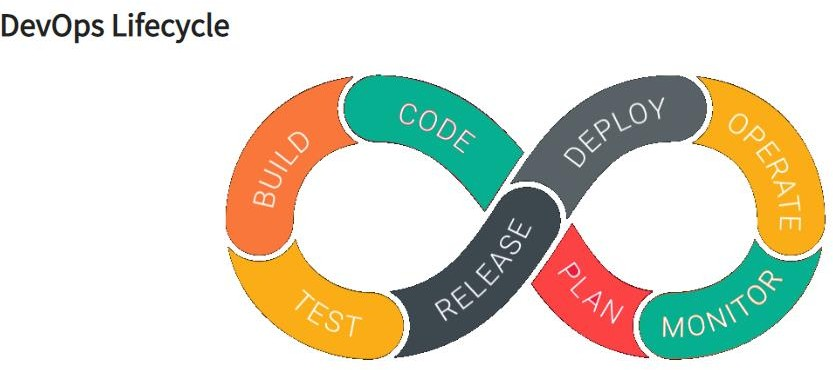 DevOps Lifecycle
CODE
DEPLOY
OPERATE
BUILD
RELEASE
PLAN
MONITOR
TEST